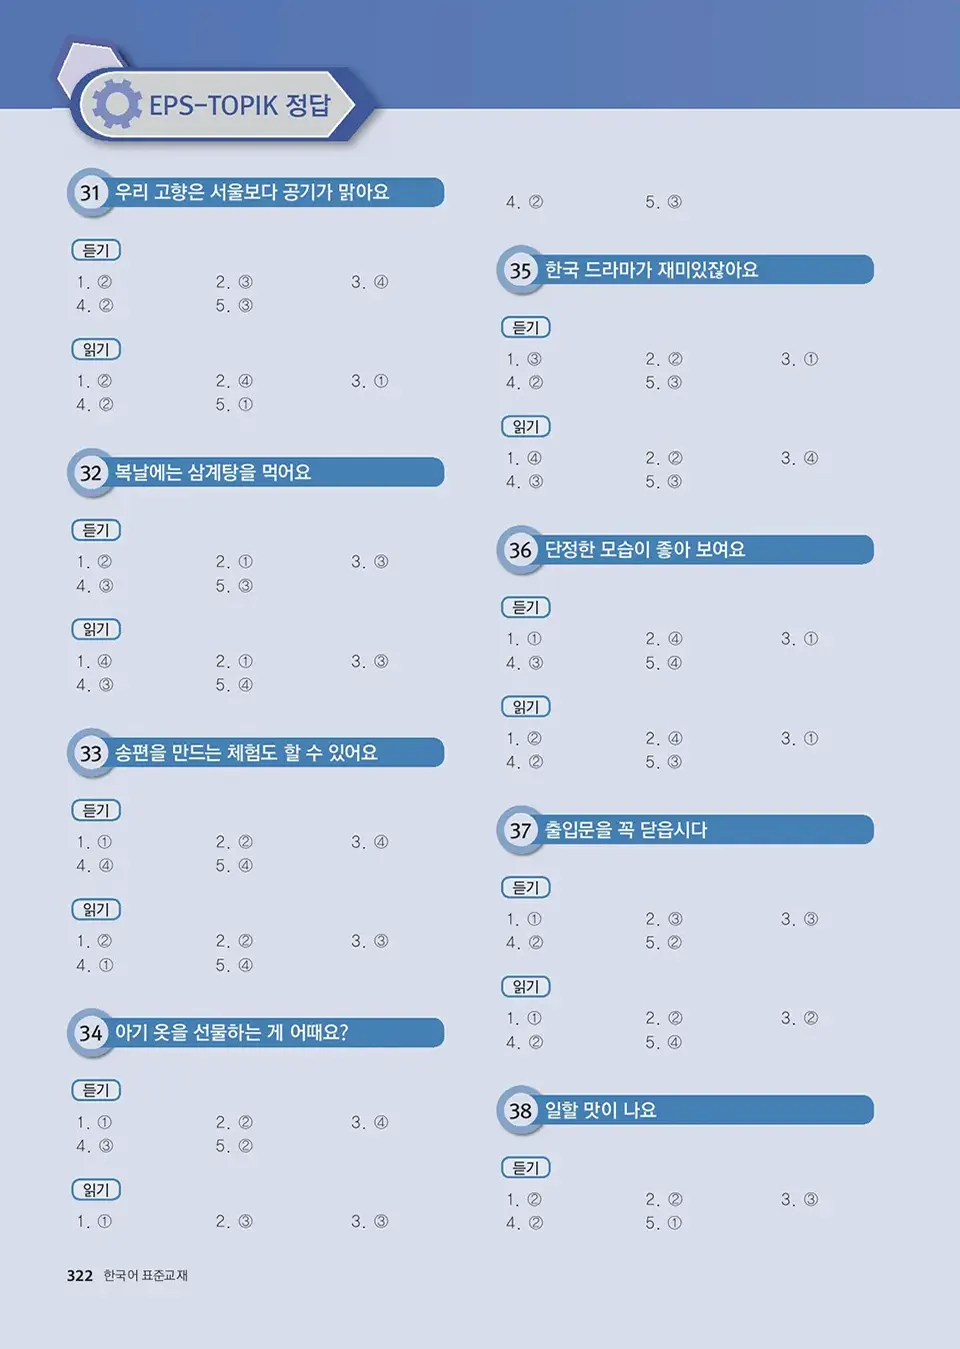 EPS-TOPIK 정답
31 우리 고향은 서울보다 공기가 맑아요
듣기
1. ② 2. ③ 3. ④
4. ② 5. ③
읽기
1. ② 2. ④ 3. ①
4. ② 5. ①
32 복날에는 삼계탕을 먹어요
듣기
1. ② 2. ① 3. ③
4. ③ 5. ③
읽기
1. ④ 2. ① 3. ③
4. ③ 5. ④
33 송편을 만드는 체험도 할 수 있어요
듣기
1. ① 2. ② 3. ④
4. ④ 5. ④
읽기
1. ② 2. ② 3. ③
4. ① 5. ④
34 아기 옷을 선물하는 게 어때요?
듣기
1. ① 2. ② 3. ④
4. ③ 5. ②
읽기
1. ① 2. ③ 3. ③
4. ② 5. ③
35 한국 드라마가 재미있잖아요
듣기
1. ③ 2. ② 3. ①
4. ② 5. ③
읽기
1. ④ 2. ② 3. ④
4. ③ 5. ③
36 단정한 모습이 좋아 보여요
듣기
1. ① 2. ④ 3. ①
4. ③ 5. ④
읽기
1. ② 2. ④ 3. ①
4. ② 5. ③
37 출입문을 꼭 닫읍시다
듣기
1. ① 2. ③ 3. ③
4. ② 5. ②
읽기
1. ① 2. ② 3. ②
4. ② 5. ④
38 일할 맛이 나요
듣기
1. ② 2. ② 3. ③
4. ② 5. ①
322 한국어 표준교재